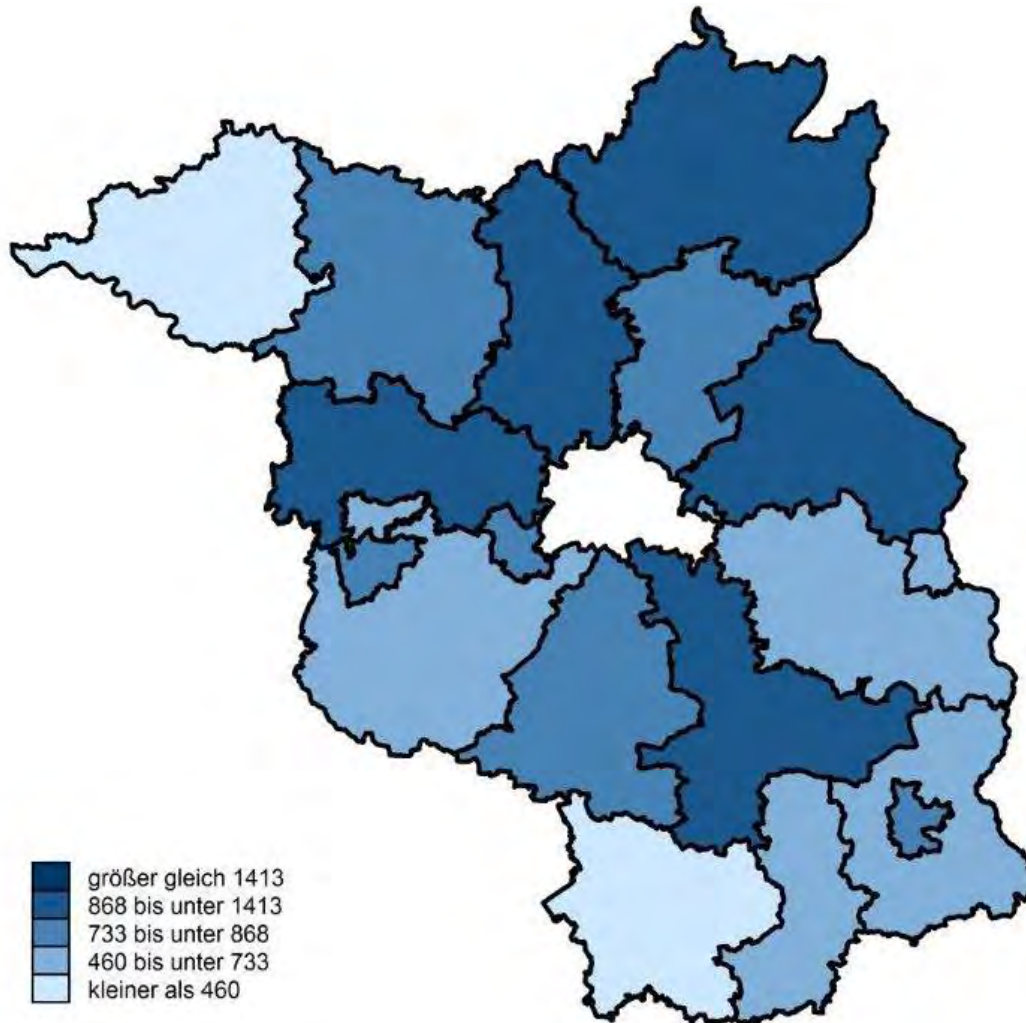 größer gleich 1413
868 bis unter 1413
733 bis unter 868
460 bis unter 733
kleiner als 460